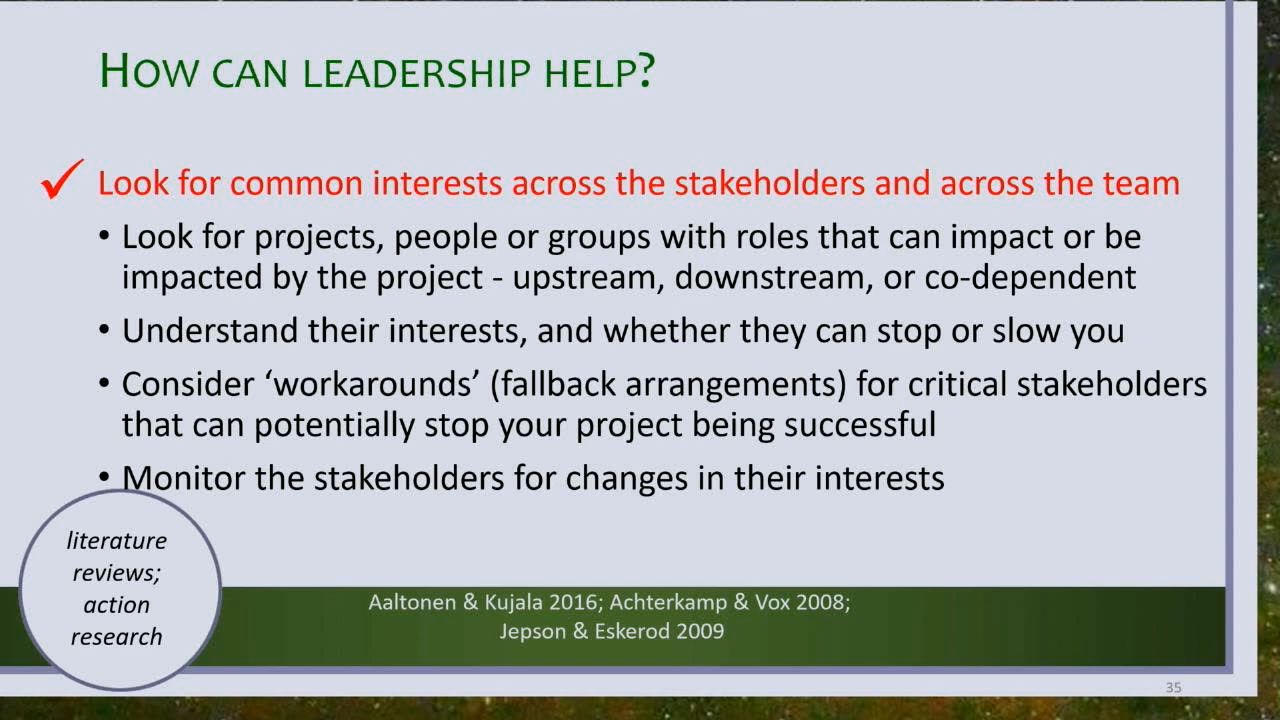 HOW CAN LEADERSHIP HELP?
✓ Look for common interests across the stakeholders and across the team
• Look for projects, people or groups with roles that can impact or be
impacted by the project - upstream, downstream, or co-dependent
• Understand their interests, and whether they can stop or slow you
• Consider ‘workarounds’ (fallback arrangements) for critical stakeholders
that can potentially stop your project being successful
• Monitor the stakeholders for changes in their interests
literature
reviews;
action
research
Aaltonen & Kujala 2016; Achterkamp & Vox 2008;
Jepson & Eskerod 2009
35